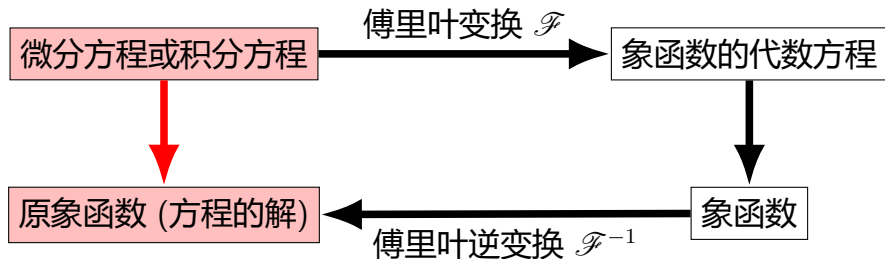 傅里叶变换 ℱ
微分方程或积分方程
象函数的代数方程
原象函数 (方程的解)
象函数
傅里叶逆变换 ℱ⁻¹